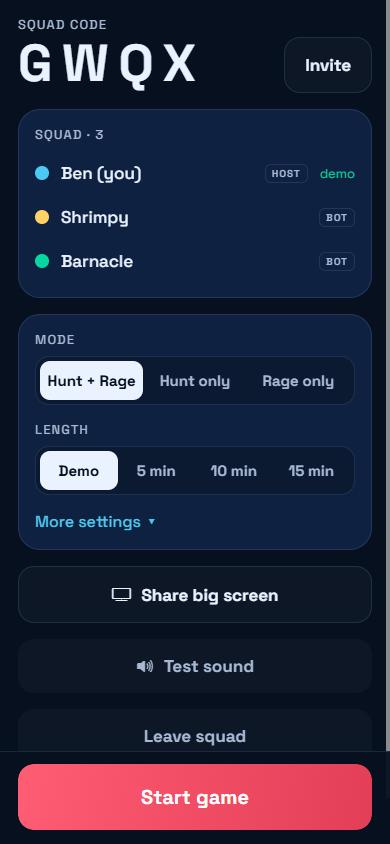 SQUAD CODE
GWQX
Invite
SQUAD · 3
Ben (you) HOST demo
Shrimpy BOT
Barnacle BOT
MODE
Hunt + Rage Hunt only Rage only
LENGTH
Demo 5 min 10 min 15 min
More settings ▾
Share big screen
Test sound
Leave squad
Start game